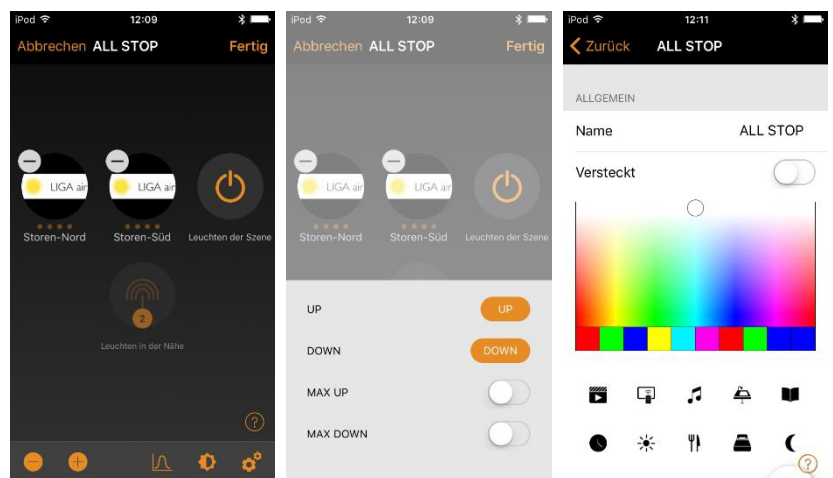 iPod 12:09
Abbrechen ALL STOP Fertig
LIGA air LIGA air
Storen-Nord Storen-Süd Leuchten der Szene
2
Leuchten in der Nähe
?
iPod 12:09
Abbrechen ALL STOP Fertig
LIGA air LIGA air
Storen-Nord Storen-Süd Leuchten der Szene
UP UP
DOWN DOWN
MAX UP
MAX DOWN
iPod 12:11
Zurück ALL STOP
ALLGEMEIN
Name ALL STOP
Versteckt
?